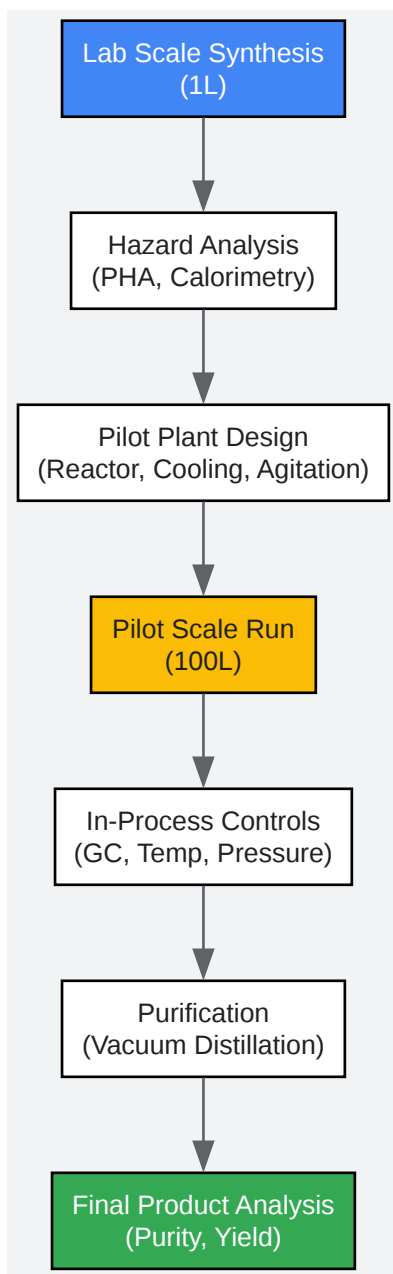 Lab Scale Synthesis
(1L)
Hazard Analysis
(PHA, Calorimetry)
Pilot Plant Design
(Reactor, Cooling, Agitation)
Pilot Scale Run
(100L)
In-Process Controls
(GC, Temp, Pressure)
Purification
(Vacuum Distillation)
Final Product Analysis
(Purity, Yield)